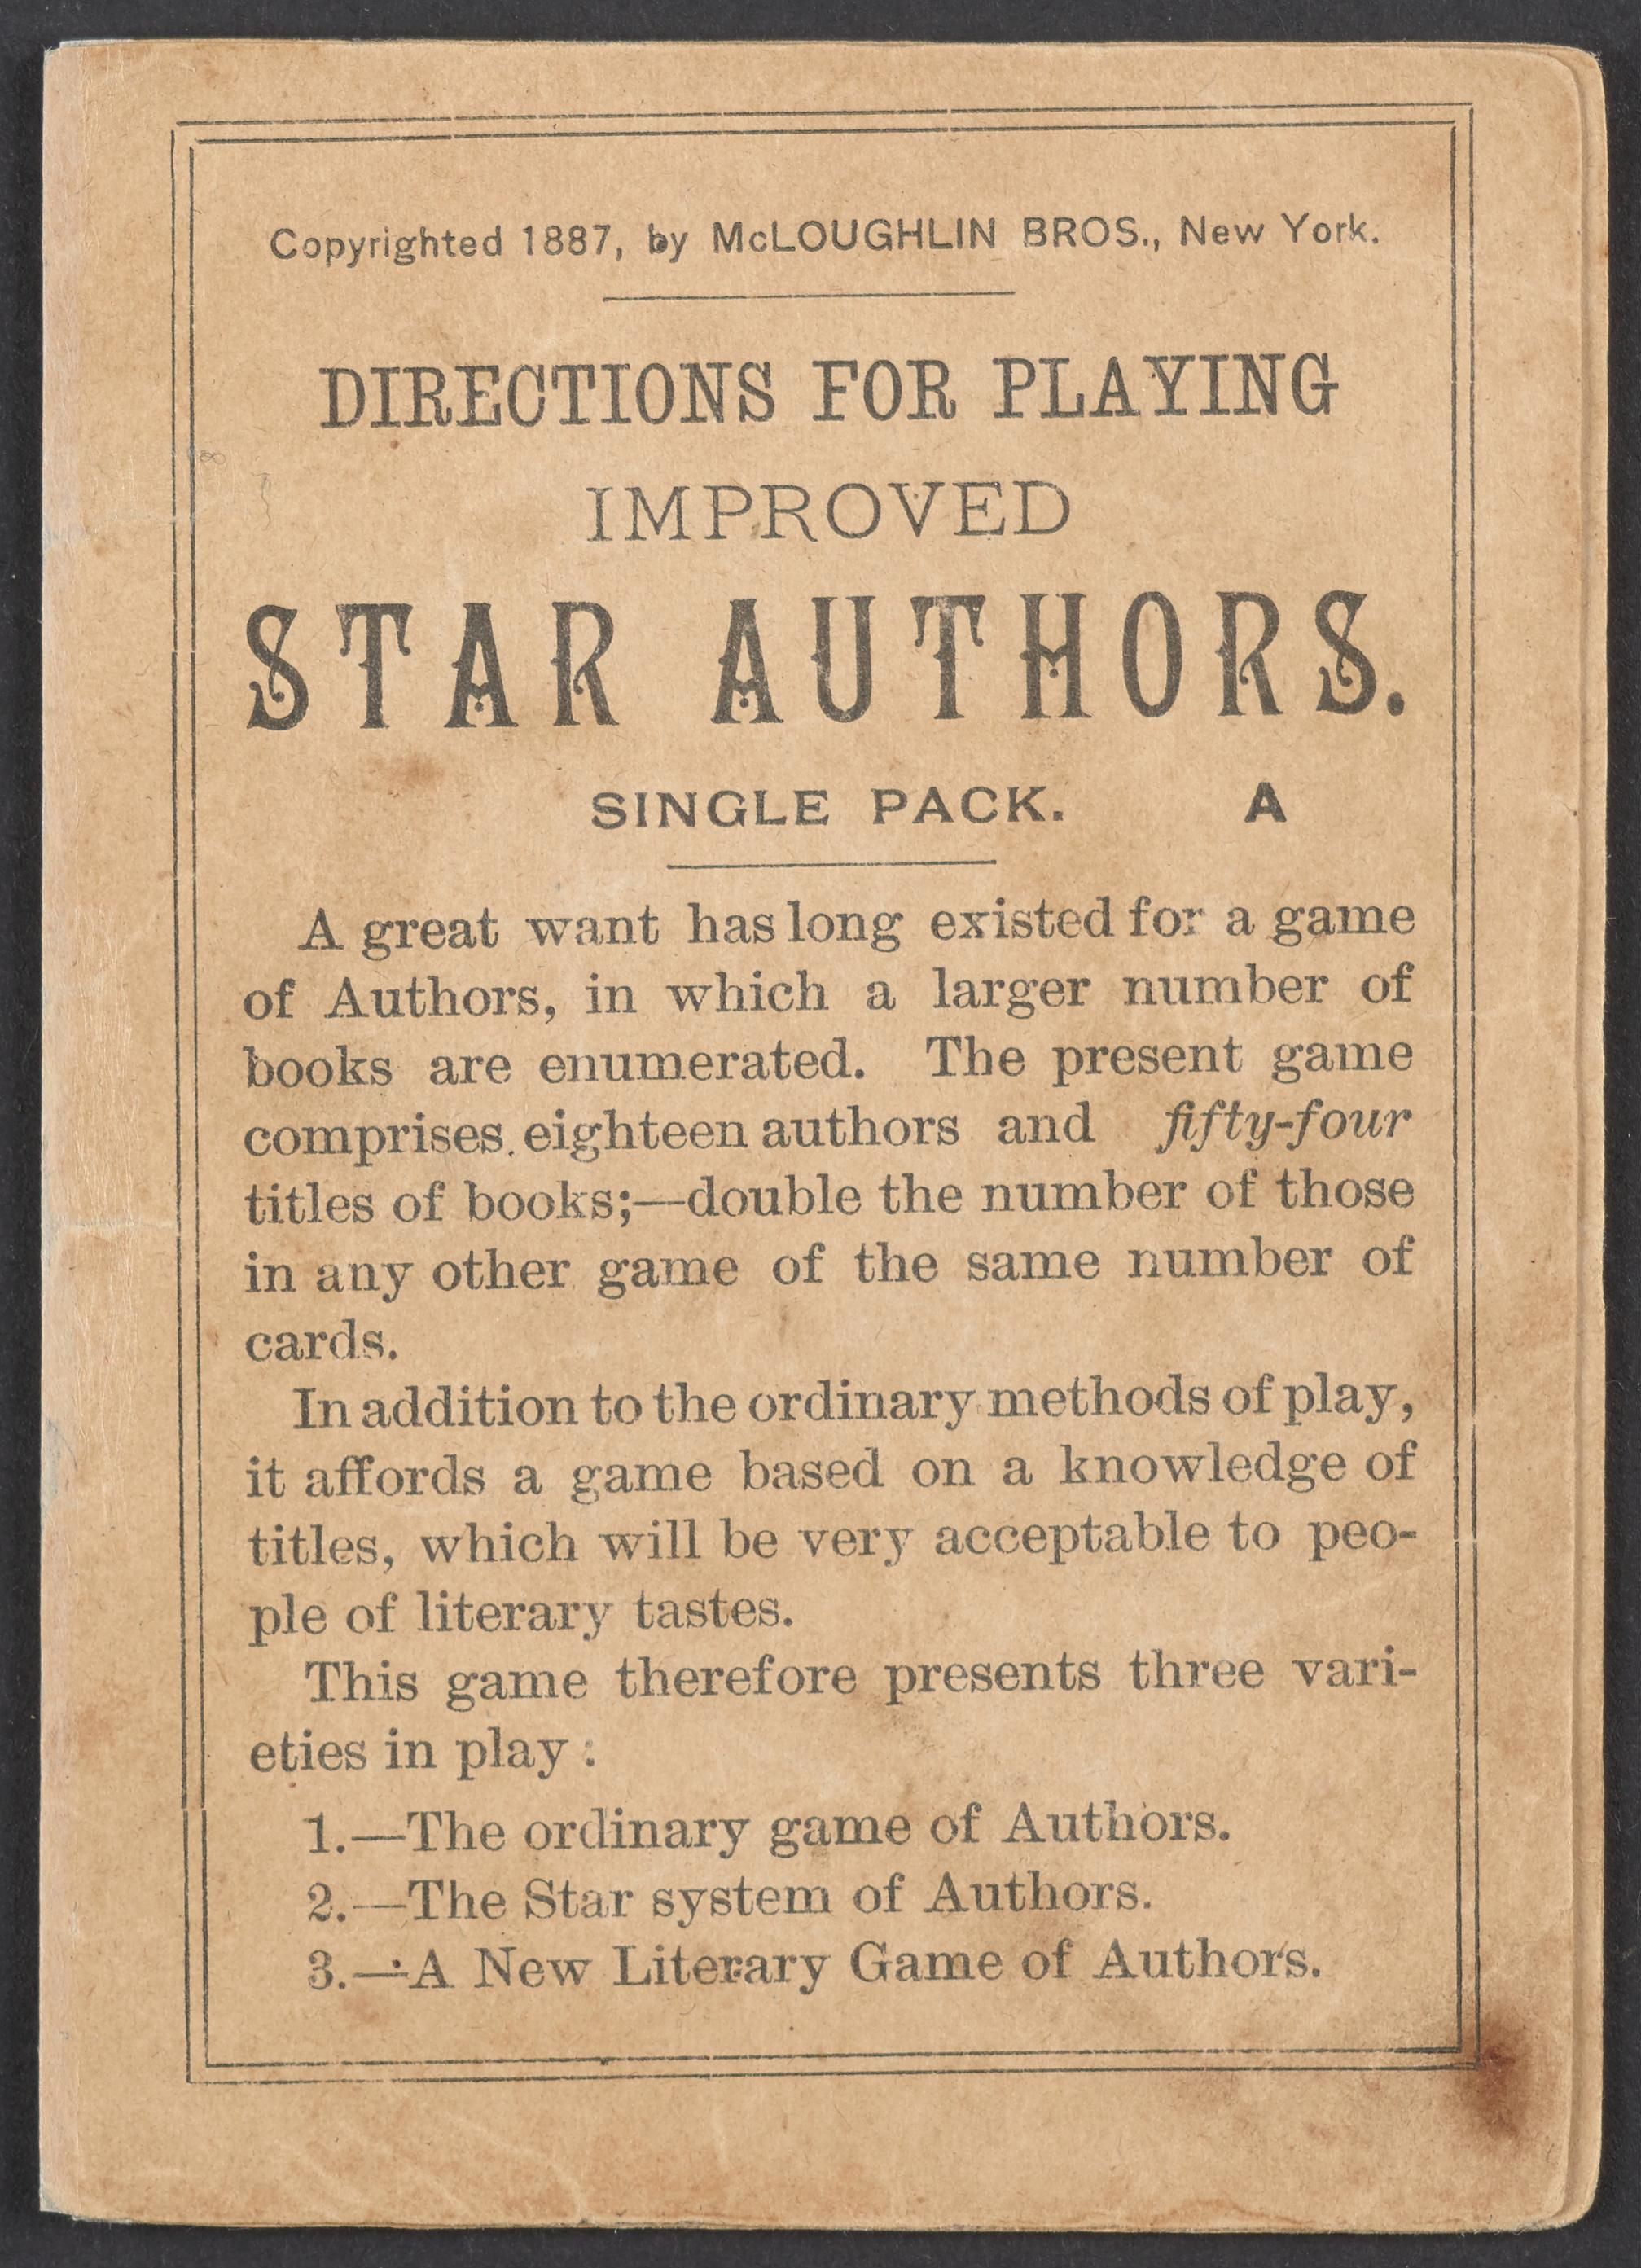 Copyrighted 1887, by McLOUGHLIN BROS., New York.
DIRECTIONS FOR PLAYING
IMPROVED
STAR AUTHORS.
SINGLE PACK. A
A great want has long existed for a game
of Authors, in which a larger number of
books are enumerated. The present game
comprises eighteen authors and fifty-four
titles of books;—double the number of those
in any other game of the same number of
cards.
In addition to the ordinary methods of play,
it affords a game based on a knowledge of
titles, which will be very acceptable to peo-
ple of literary tastes.
This game therefore presents three vari-
eties in play :
1.—The ordinary game of Authors.
2.—The Star system of Authors.
3.—A New Literary Game of Authors.